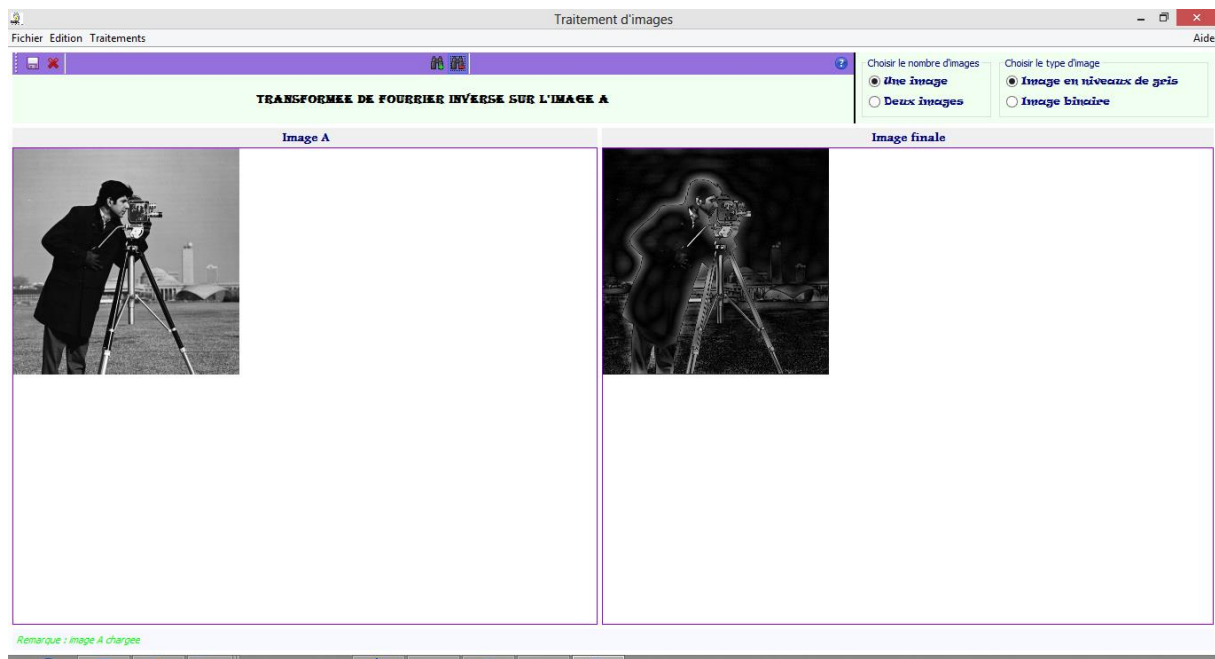 Traitement d'images
Fichier Edition Traitements Aide
Choisir le nombre d'images
Une image
Deux images
Choisir le type d'image
Image en niveaux de gris
Image binaire
TRANSFORMEE DE FOURRIER INVERSE SUR L'IMAGE A
Image A
Image finale
Remarque : image A chargee